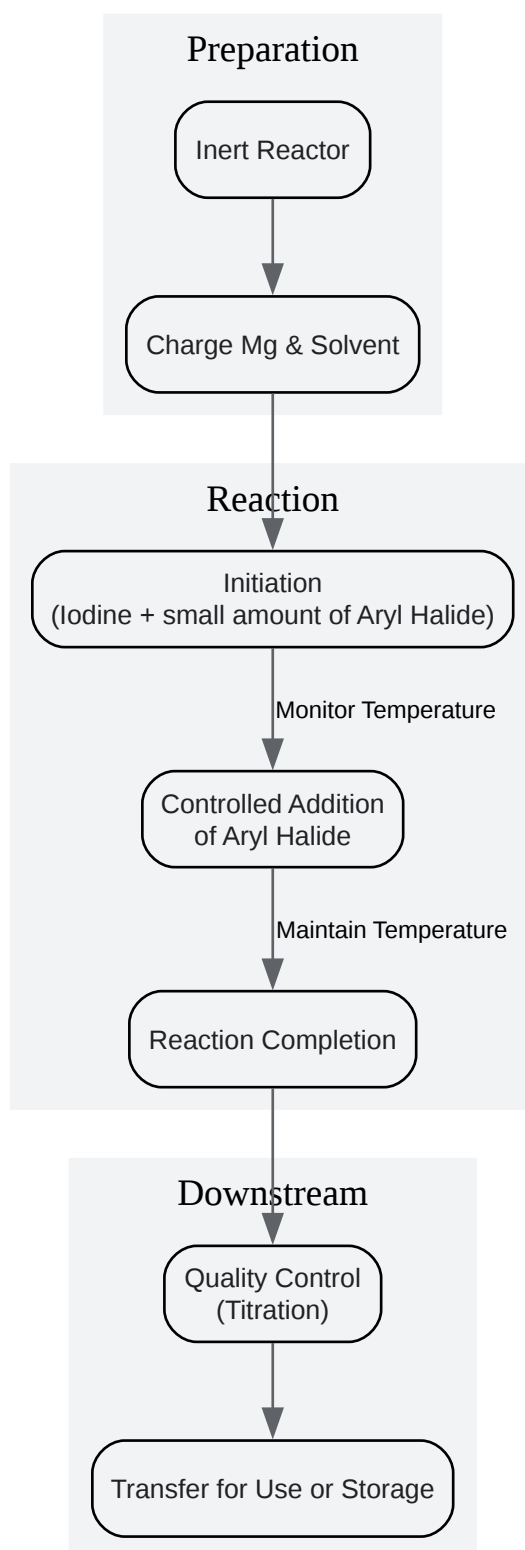 Preparation
Inert Reactor
Charge Mg & Solvent
Reaction
Initiation
(Iodine + small amount of Aryl Halide)
Monitor Temperature
Controlled Addition
of Aryl Halide
Maintain Temperature
Reaction Completion
Downstream
Quality Control
(Titration)
Transfer for Use or Storage